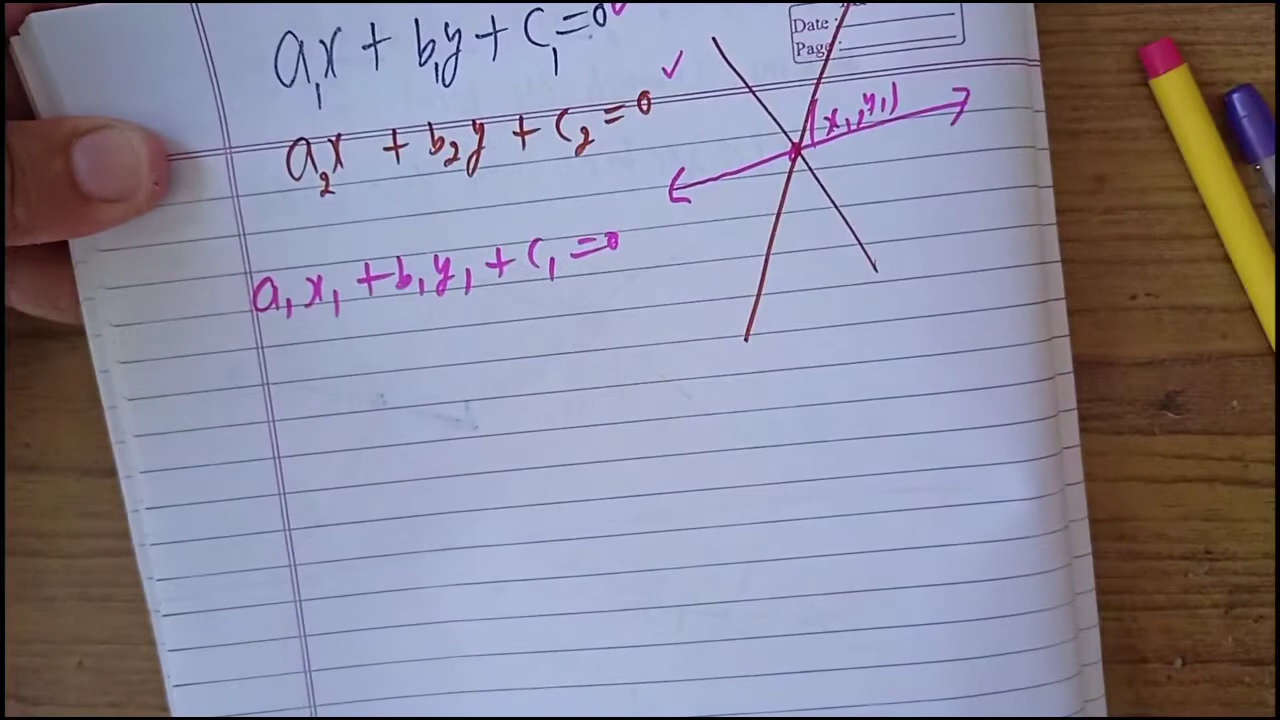 a₁x + b₁y + C₁ = 0
Date :
Page :
a₂x + b₂y + C₂ = 0
(x₁, y₁)
a₁x₁ + b₁y₁ + C₁ = 0